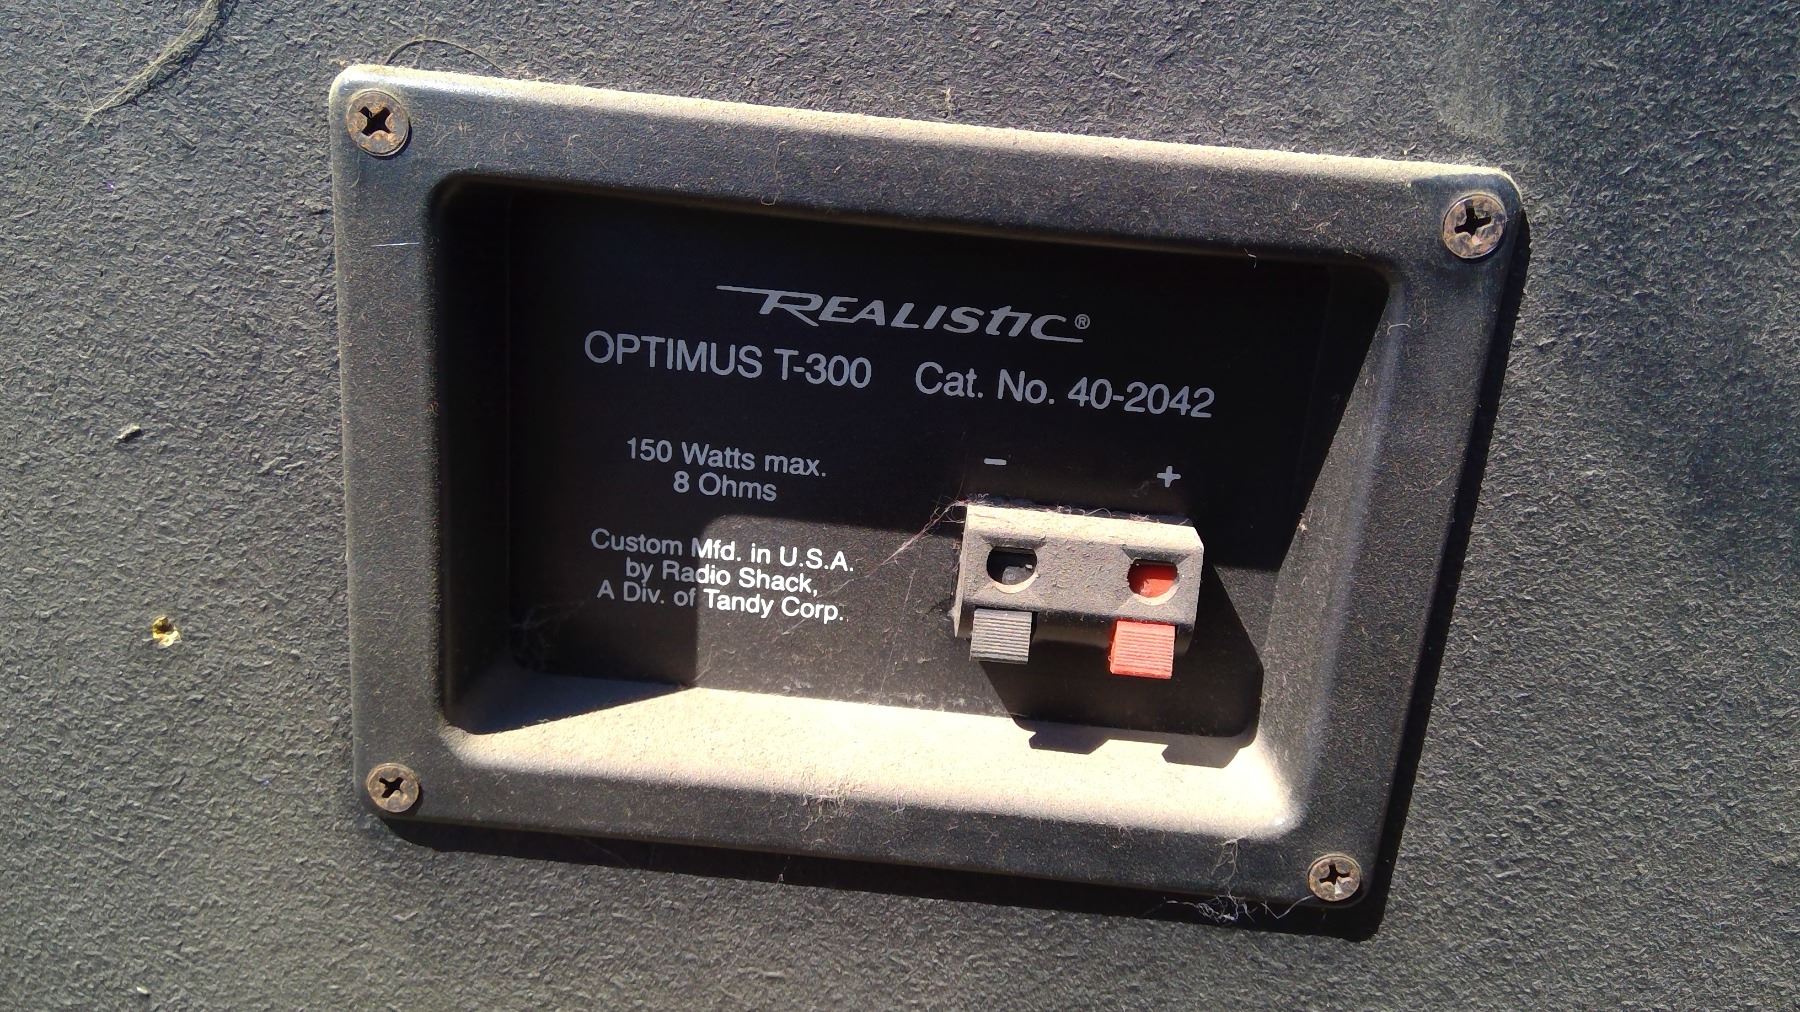 REALISTIC®
OPTIMUS T-300 Cat. No. 40-2042
150 Watts max.
8 Ohms
- +
Custom Mfd. in U.S.A.
by Radio Shack,
A Div. of Tandy Corp.